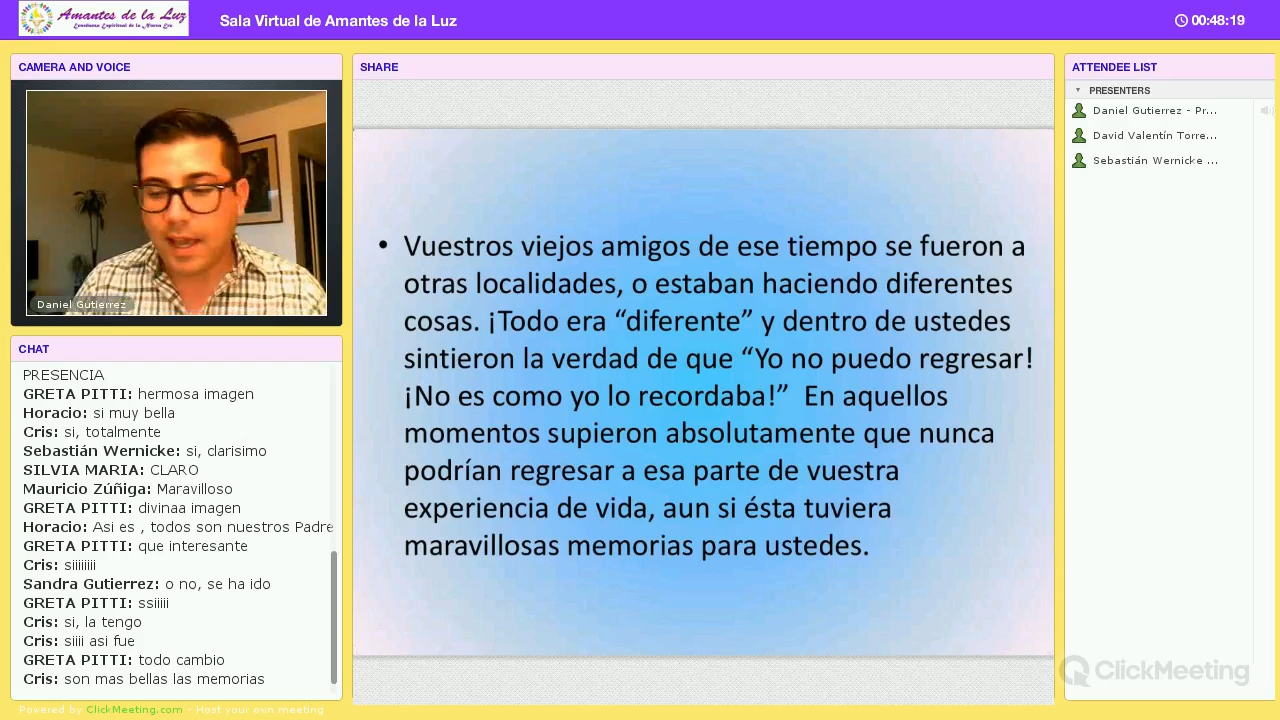 Amantes de la Luz
Enseñanza Espiritual de la Nueva Era
Sala Virtual de Amantes de la Luz
00:48:19
CAMERA AND VOICE
Daniel Gutierrez
CHAT
PRESENCIA
GRETA PITTI: hermosa imagen
Horacio: si muy bella
Cris: si, totalmente
Sebastián Wernicke: si, clarisimo
SILVIA MARIA: CLARO
Mauricio Zúñiga: Maravilloso
GRETA PITTI: divinaa imagen
Horacio: Asi es , todos son nuestros Padre
GRETA PITTI: que interesante
Cris: siiiiiiiii
Sandra Gutierrez: o no, se ha ido
GRETA PITTI: ssiiiii
Cris: si, la tengo
Cris: siiii asi fue
GRETA PITTI: todo cambio
Cris: son mas bellas las memorias
Powered by ClickMeeting.com - Host your own meeting
SHARE
• Vuestros viejos amigos de ese tiempo se fueron a
otras localidades, o estaban haciendo diferentes
cosas. ¡Todo era “diferente” y dentro de ustedes
sintieron la verdad de que “Yo no puedo regresar!
¡No es como yo lo recordaba!” En aquellos
momentos supieron absolutamente que nunca
podrían regresar a esa parte de vuestra
experiencia de vida, aun si ésta tuviera
maravillosas memorias para ustedes.
ATTENDEE LIST
PRESENTERS
Daniel Gutierrez - Pr...
David Valentín Torre...
Sebastián Wernicke ...
ClickMeeting